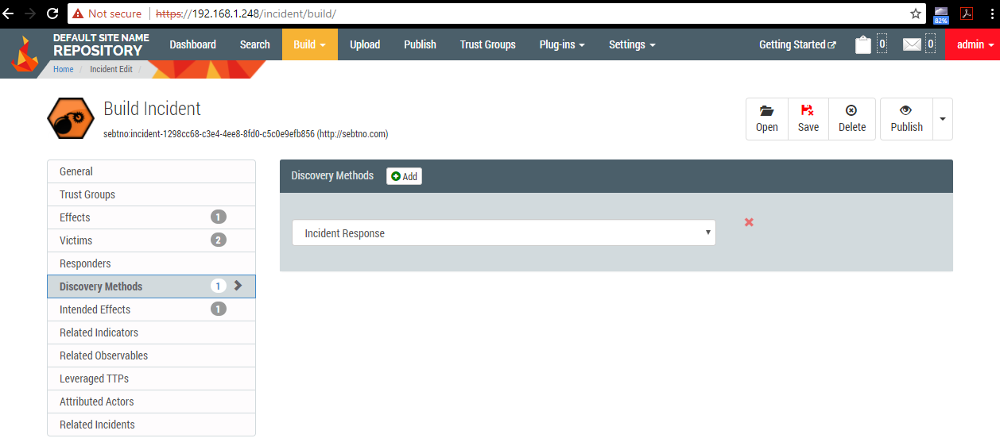 Not secure https://192.168.1.248/incident/build/
82%
DEFAULT SITE NAME
REPOSITORY
Dashboard Search Build Upload Publish Trust Groups Plug-ins Settings Getting Started 0 0 admin
Home / Incident Edit /
Build Incident
sebtno:incident-1298cc68-c3e4-4ee8-8fd0-c5c0e9efb856 (http://sebtno.com)
Open Save Delete Publish
General
Trust Groups
Effects 1
Victims 2
Responders
Discovery Methods 1
Intended Effects 1
Related Indicators
Related Observables
Leveraged TTPs
Attributed Actors
Related Incidents
Discovery Methods Add
Incident Response